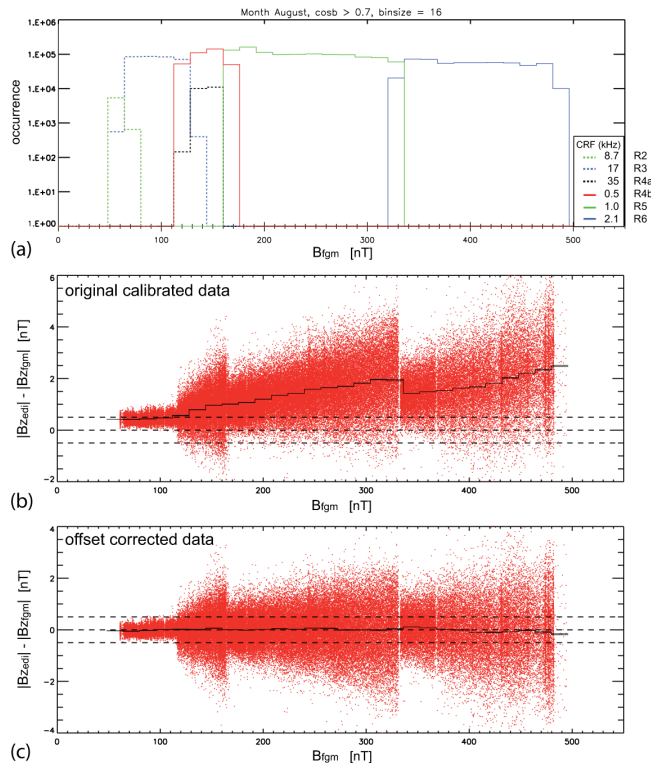 Month August, cosb > 0.7, binsize = 16
1.E+06
1.E+05
1.E+04
1.E+03
1.E+02
1.E+01
1.E+00
occurrence
CRF (kHz)
8.7 R2
17 R3
35 R4a
0.5 R4b
1.0 R5
2.1 R6
0 100 200 300 400 500
Bfgm [nT]
(a)
original calibrated data
6
4
2
0
−2
|Bzedi| - |Bzfgm| [nT]
0 100 200 300 400 500
Bfgm [nT]
(b)
offset corrected data
4
2
0
−2
−4
|Bzedi| - |Bzfgm| [nT]
0 100 200 300 400 500
Bfgm [nT]
(c)